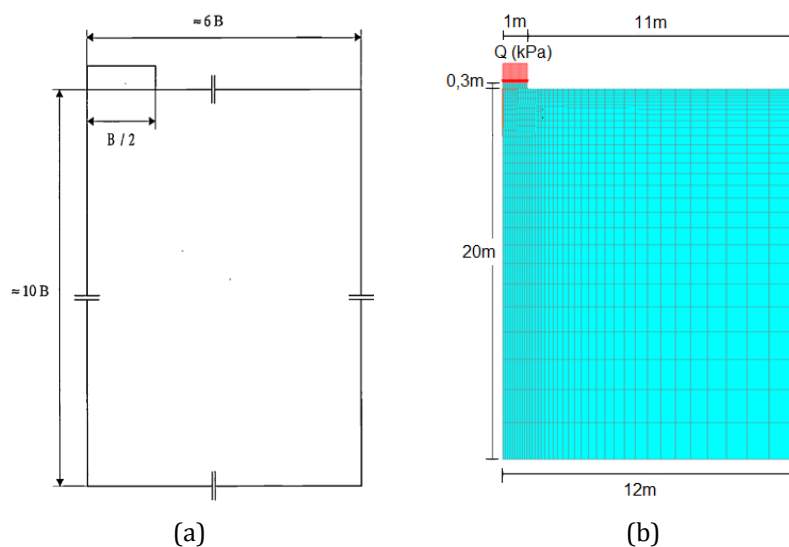 ≈ 6 B
B / 2
≈ 10 B
(a)
1m
11m
Q (kPa)
0,3m
20m
12m
(b)